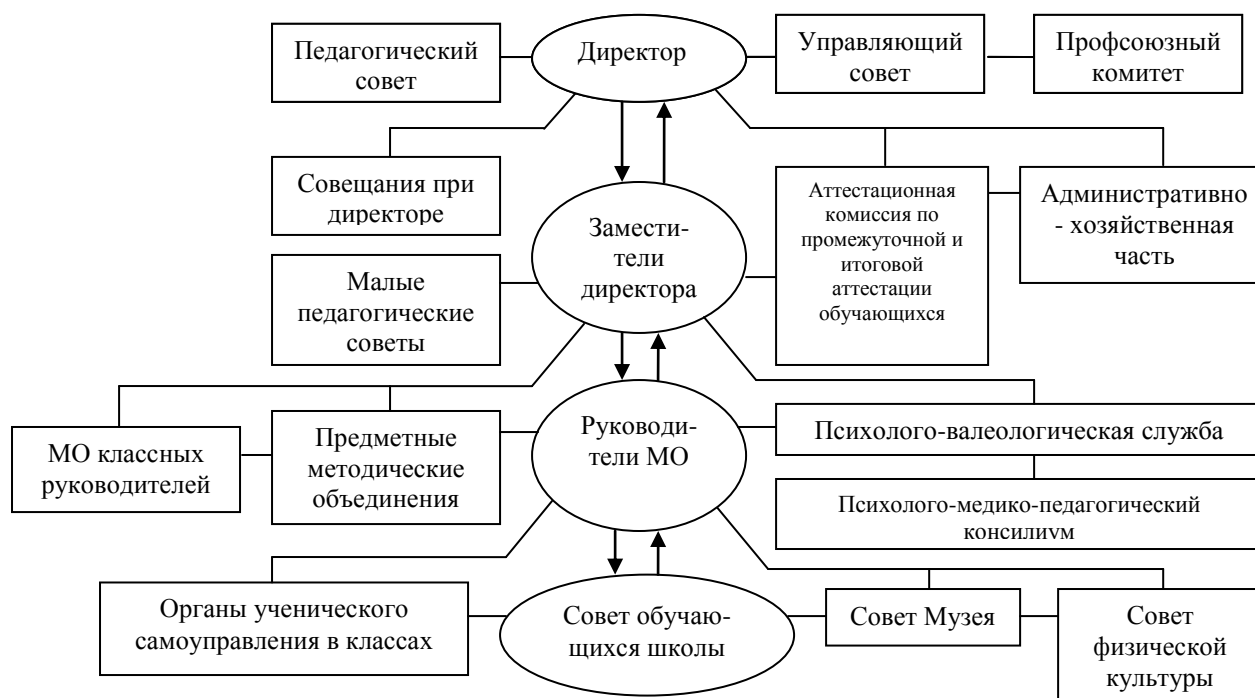 Педагогический
совет
Директор
Управляющий
совет
Профсоюзный
комитет
Совещания при
директоре
Замести-
тели
директора
Аттестационная
комиссия по
промежуточной и
итоговой
аттестации
обучающихся
Административно
- хозяйственная
часть
Малые
педагогические
советы
МО классных
руководителей
Предметные
методические
объединения
Руководи-
тели МО
Психолого-валеологическая служба
Психолого-медико-педагогический
консилиум
Органы ученического
самоуправления в классах
Совет обучаю-
щихся школы
Совет Музея
Совет
физической
культуры